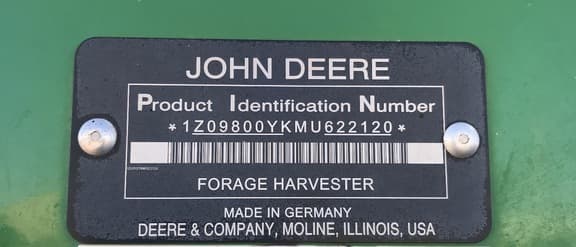 JOHN DEERE
Product Identification Number
*1Z09800YKMU622120*
FORAGE HARVESTER
MADE IN GERMANY
DEERE & COMPANY, MOLINE, ILLINOIS, USA